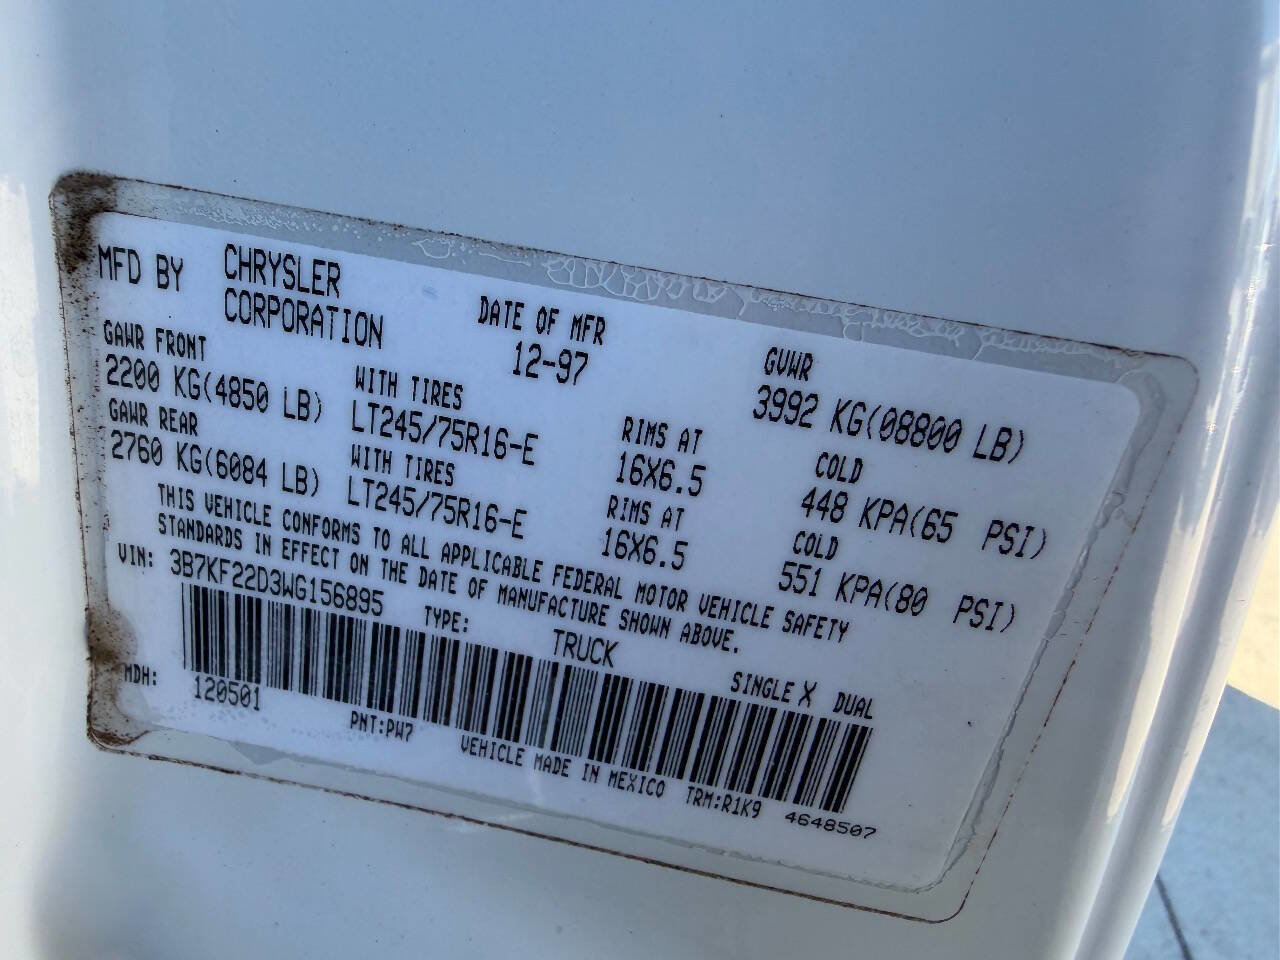 MFD BY CHRYSLER CORPORATION DATE OF MFR 12-97 GVWR 3992 KG(08800 LB)
GAWR FRONT WITH TIRES RIMS AT COLD
2200 KG(4850 LB) LT245/75R16-E 16X6.5 448 KPA(65 PSI)
GAWR REAR WITH TIRES RIMS AT COLD
2760 KG(6084 LB) LT245/75R16-E 16X6.5 551 KPA(80 PSI)
THIS VEHICLE CONFORMS TO ALL APPLICABLE FEDERAL MOTOR VEHICLE SAFETY
STANDARDS IN EFFECT ON THE DATE OF MANUFACTURE SHOWN ABOVE.
VIN: 3B7KF22D3WG156895 TYPE: TRUCK SINGLE X DUAL
MDH: 120501 PNT:PW7 VEHICLE MADE IN MEXICO TRM:R1K9 4648507